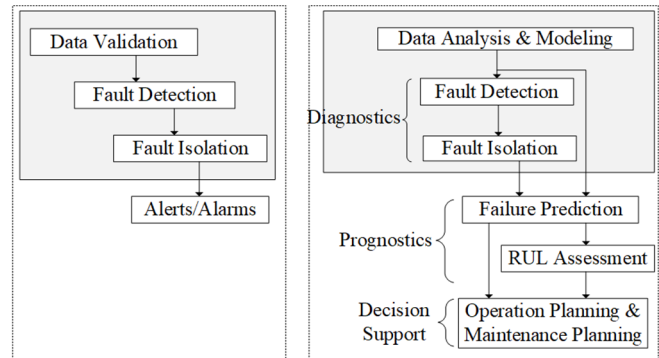 Data Validation
Fault Detection
Fault Isolation
Alerts/Alarms
Data Analysis & Modeling
Fault Detection
Diagnostics
Fault Isolation
Failure Prediction
Prognostics
RUL Assessment
Decision
Support
Operation Planning &
Maintenance Planning